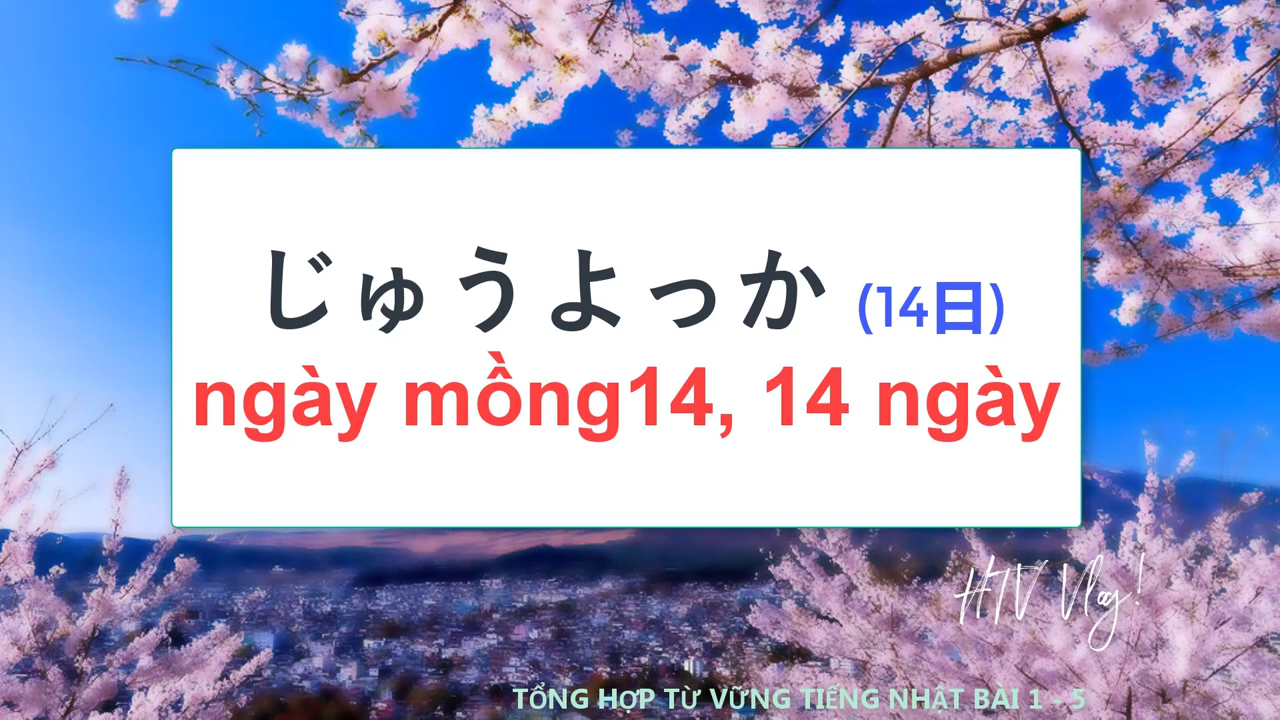 じゅうよっか (14日)
ngày mồng14, 14 ngày
HTV Vlog!
TỔNG HỢP TỪ VỮNG TIẾNG NHẬT BÀI 1 - 5